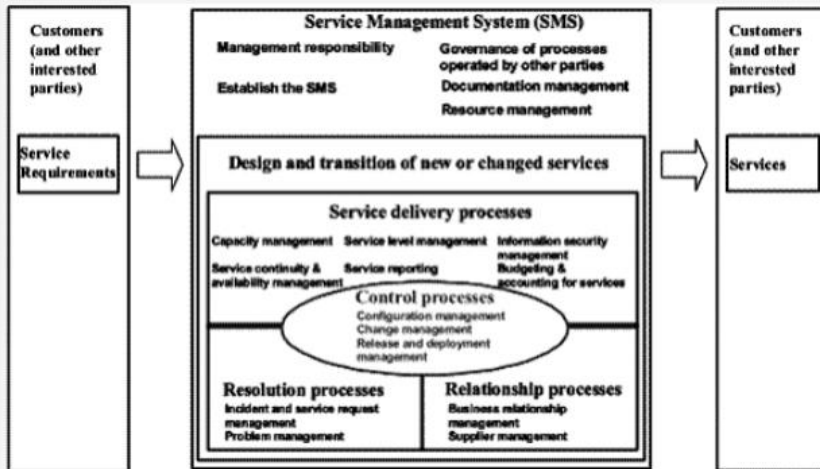 Customers
(and other
interested
parties)
Service
Requirements
Service Management System (SMS)
Management responsibility
Establish the SMS
Governance of processes
operated by other parties
Documentation management
Resource management
Design and transition of new or changed services
Service delivery processes
Capacity management
Service level management
Information security
management
Service continuity &
availability management
Service reporting
Budgeting &
accounting for services
Control processes
Configuration management
Change management
Release and deployment
management
Resolution processes
Incident and service request
management
Problem management
Relationship processes
Business relationship
management
Supplier management
Customers
(and other
interested
parties)
Services